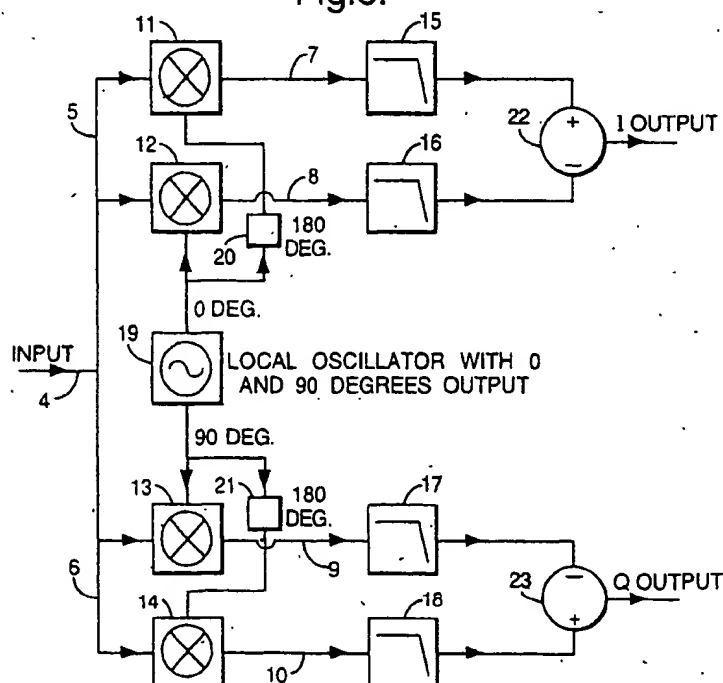 Fig.3.
11
15
7
5
22
+
I OUTPUT
12
16
−
8
180
DEG.
20
0 DEG.
19
INPUT
LOCAL OSCILLATOR WITH 0
AND 90 DEGREES OUTPUT
4
90 DEG.
13
21
180
DEG.
17
9
−
23
Q OUTPUT
6
14
18
+
10